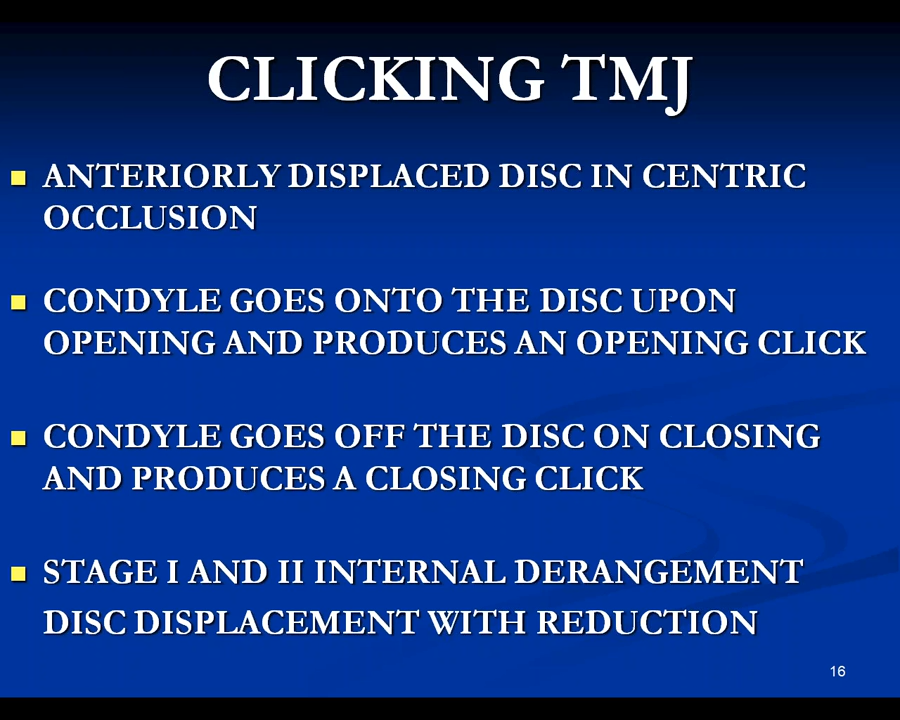 CLICKING TMJ
ANTERIORLY DISPLACED DISC IN CENTRIC
OCCLUSION
CONDYLE GOES ONTO THE DISC UPON
OPENING AND PRODUCES AN OPENING CLICK
CONDYLE GOES OFF THE DISC ON CLOSING
AND PRODUCES A CLOSING CLICK
STAGE I AND II INTERNAL DERANGEMENT
DISC DISPLACEMENT WITH REDUCTION
16